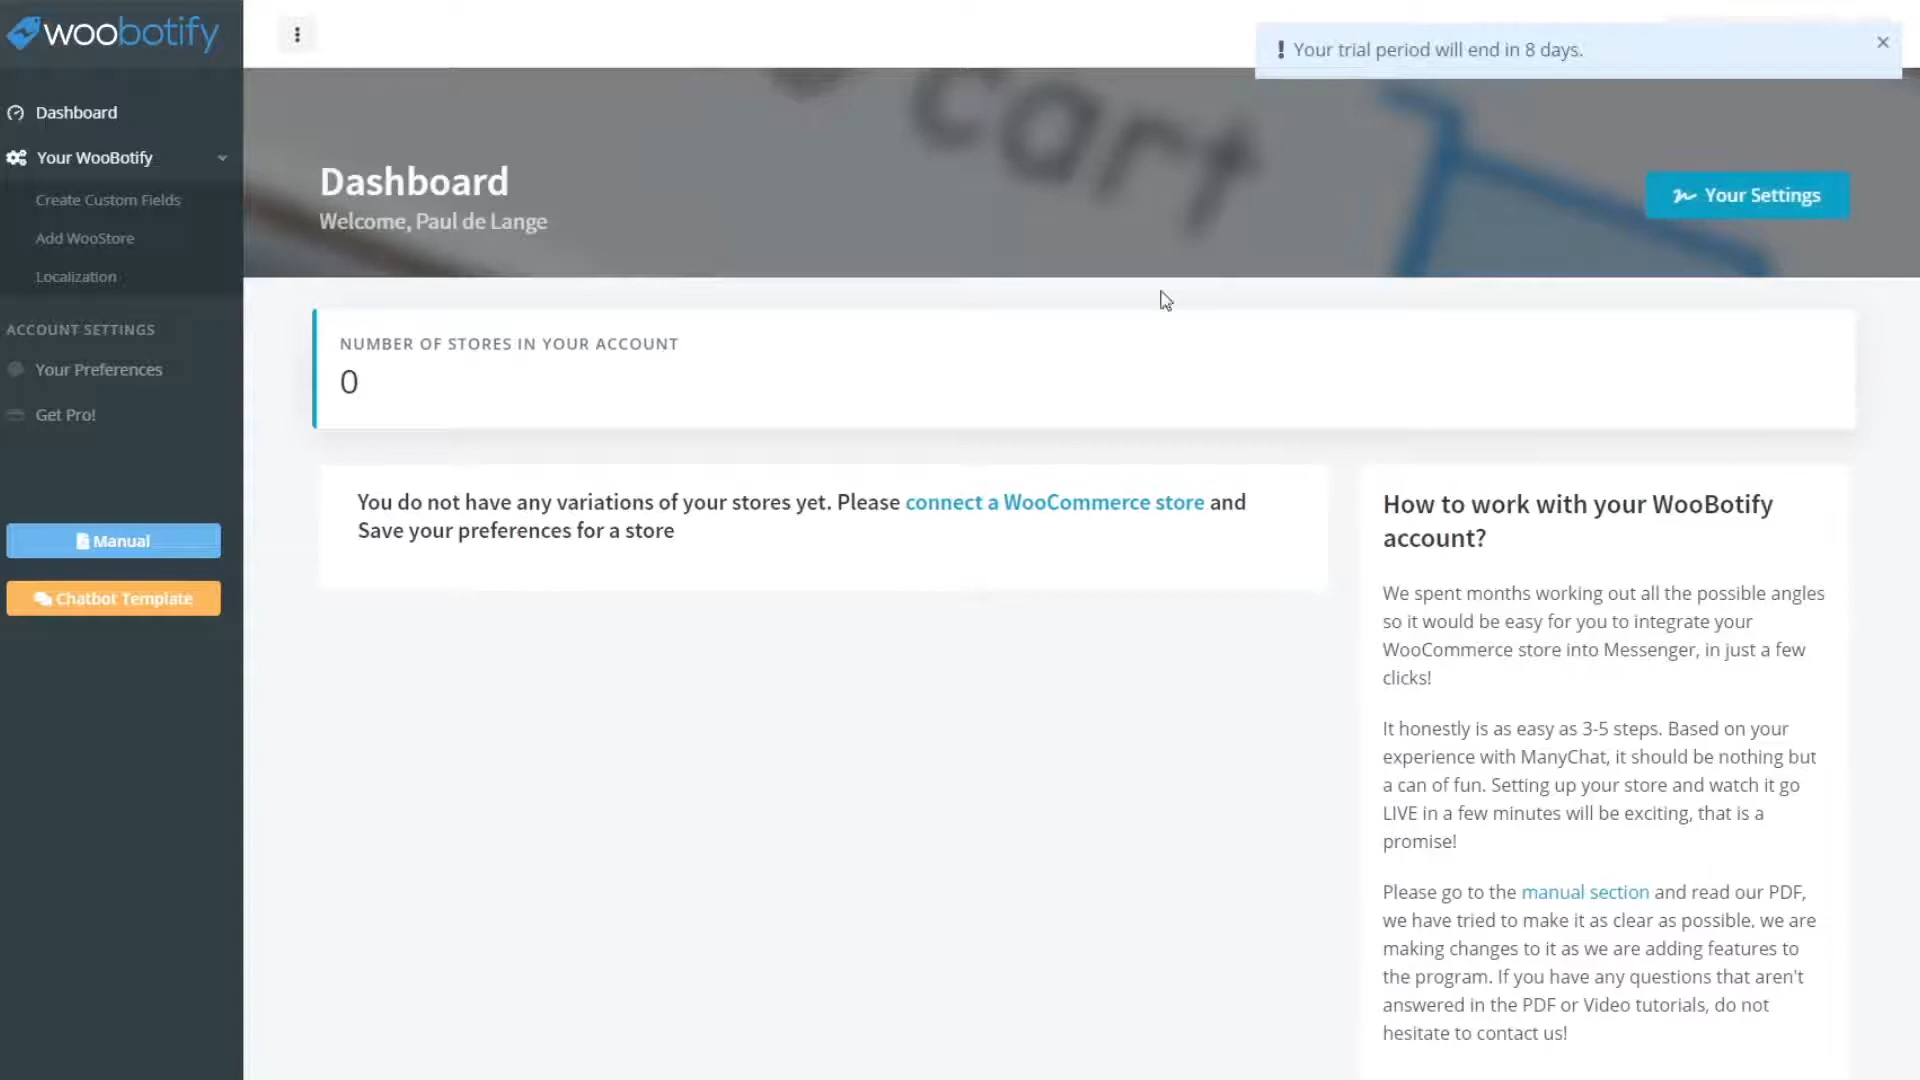 woobotify
Your trial period will end in 8 days.
Dashboard
Your WooBotify
Create Custom Fields
Add WooStore
Localization
ACCOUNT SETTINGS
Your Preferences
Get Pro!
Manual
Chatbot Template
cart
Dashboard
Welcome, Paul de Lange
Your Settings
NUMBER OF STORES IN YOUR ACCOUNT
0
You do not have any variations of your stores yet. Please connect a WooCommerce store and
Save your preferences for a store
How to work with your WooBotify
account?
We spent months working out all the possible angles
so it would be easy for you to integrate your
WooCommerce store into Messenger, in just a few
clicks!
It honestly is as easy as 3-5 steps. Based on your
experience with ManyChat, it should be nothing but
a can of fun. Setting up your store and watch it go
LIVE in a few minutes will be exciting, that is a
promise!
Please go to the manual section and read our PDF,
we have tried to make it as clear as possible, we are
making changes to it as we are adding features to
the program. If you have any questions that aren't
answered in the PDF or Video tutorials, do not
hesitate to contact us!